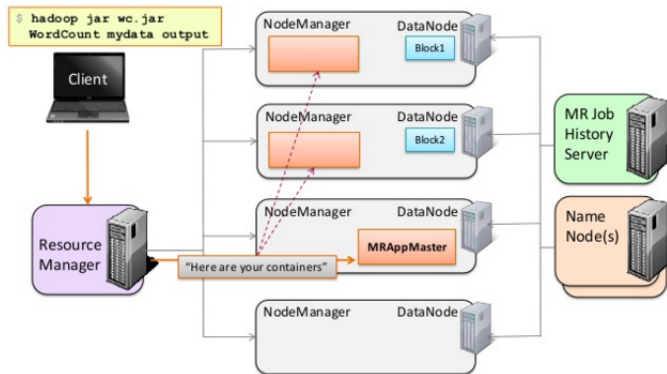 $ hadoop jar wc.jar
WordCount mydata output
Client
NodeManager
DataNode
Block1
NodeManager
DataNode
Block2
MR Job
History
Server
NodeManager
DataNode
MRAppMaster
Resource
Manager
"Here are your containers"
Name
Node(s)
NodeManager
DataNode